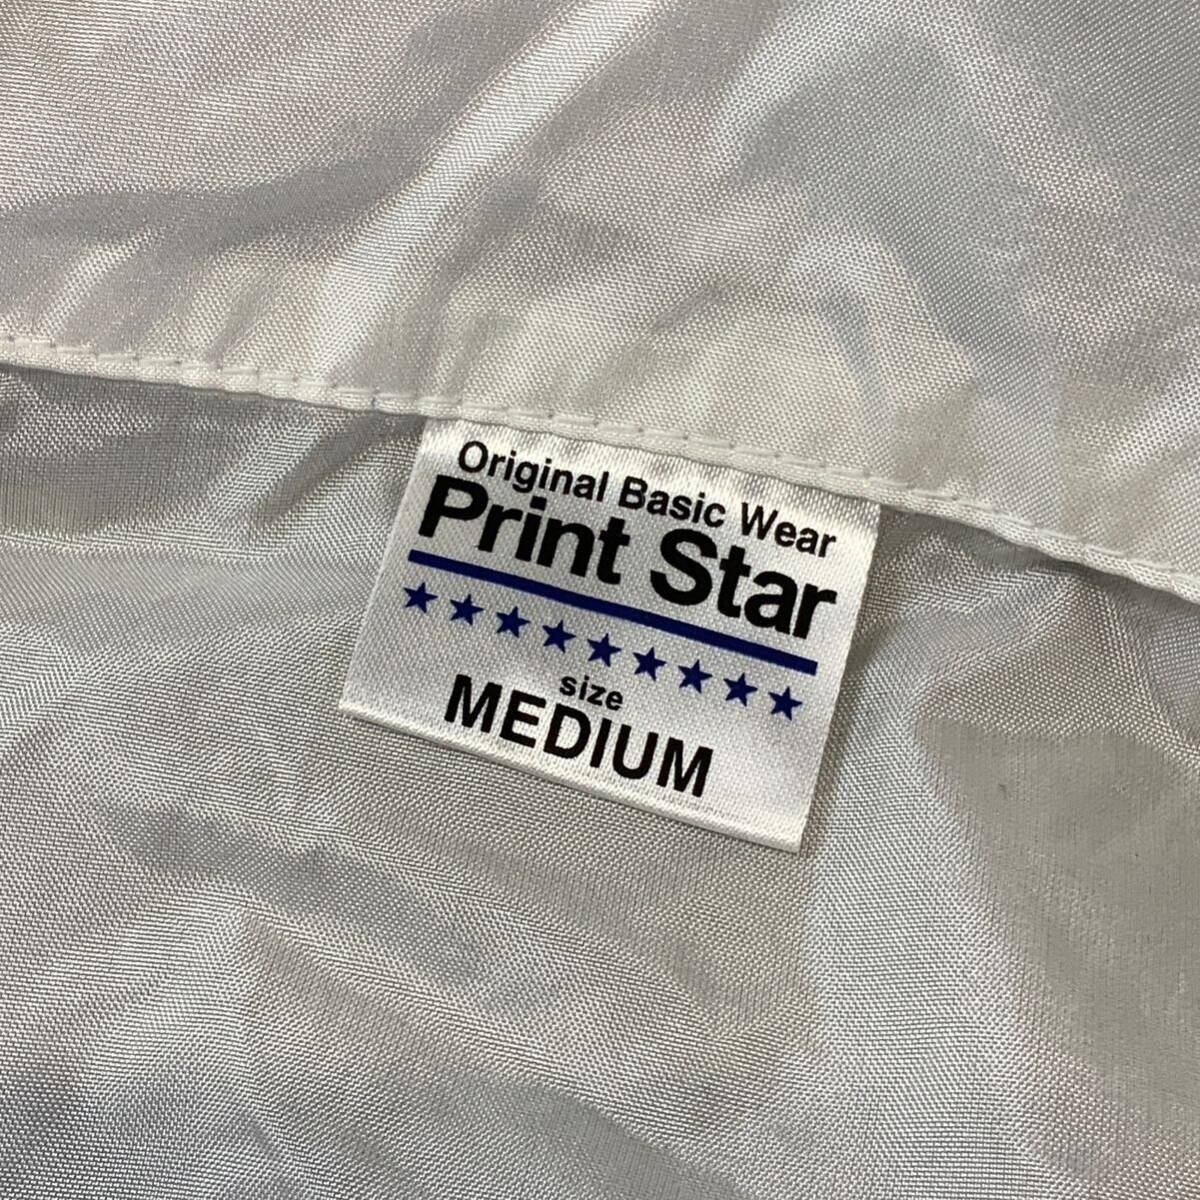 Original Basic Wear
Print Star
★★★★★★★★★
size
MEDIUM